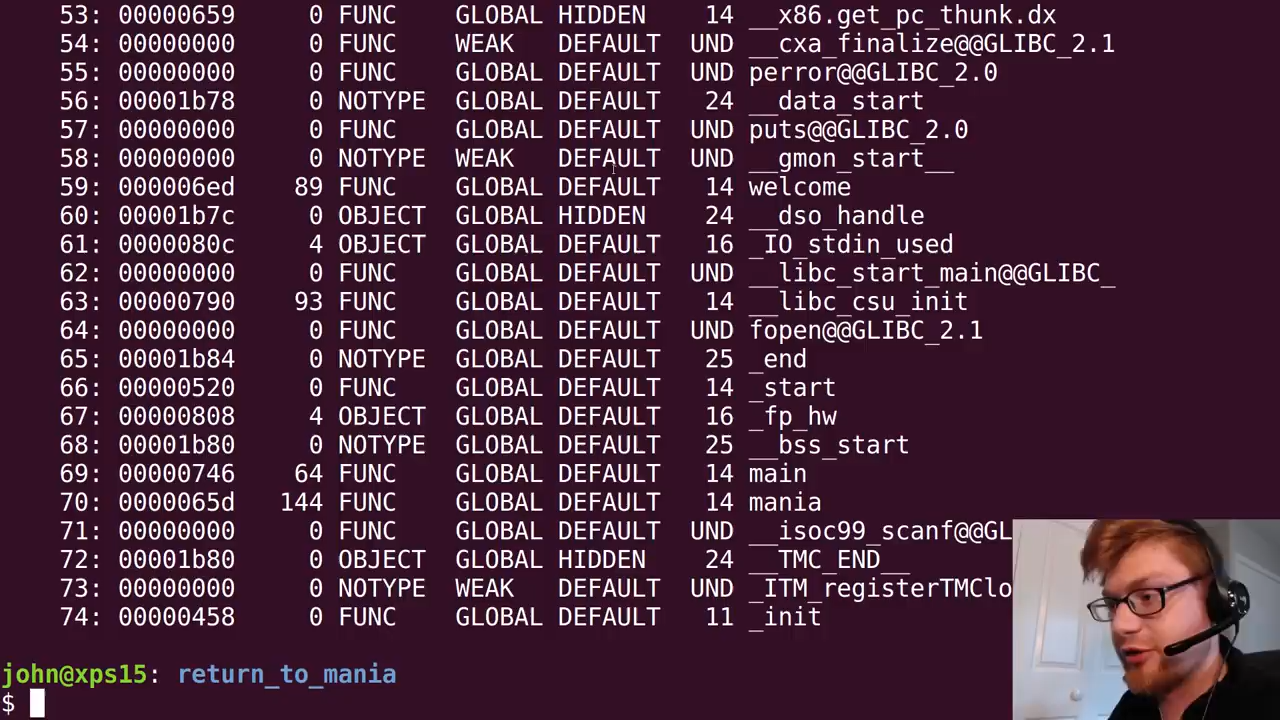 53: 00000659 0 FUNC GLOBAL HIDDEN 14 __x86.get_pc_thunk.dx
54: 00000000 0 FUNC WEAK DEFAULT UND __cxa_finalize@@GLIBC_2.1
55: 00000000 0 FUNC GLOBAL DEFAULT UND perror@@GLIBC_2.0
56: 00001b78 0 NOTYPE GLOBAL DEFAULT 24 __data_start
57: 00000000 0 FUNC GLOBAL DEFAULT UND puts@@GLIBC_2.0
58: 00000000 0 NOTYPE WEAK DEFAULT UND __gmon_start__
59: 000006ed 89 FUNC GLOBAL DEFAULT 14 welcome
60: 00001b7c 0 OBJECT GLOBAL HIDDEN 24 __dso_handle
61: 0000080c 4 OBJECT GLOBAL DEFAULT 16 _IO_stdin_used
62: 00000000 0 FUNC GLOBAL DEFAULT UND __libc_start_main@@GLIBC_
63: 00000790 93 FUNC GLOBAL DEFAULT 14 __libc_csu_init
64: 00000000 0 FUNC GLOBAL DEFAULT UND fopen@@GLIBC_2.1
65: 00001b84 0 NOTYPE GLOBAL DEFAULT 25 _end
66: 00000520 0 FUNC GLOBAL DEFAULT 14 _start
67: 00000808 4 OBJECT GLOBAL DEFAULT 16 _fp_hw
68: 00001b80 0 NOTYPE GLOBAL DEFAULT 25 __bss_start
69: 00000746 64 FUNC GLOBAL DEFAULT 14 main
70: 0000065d 144 FUNC GLOBAL DEFAULT 14 mania
71: 00000000 0 FUNC GLOBAL DEFAULT UND __isoc99_scanf@@GL
72: 00001b80 0 OBJECT GLOBAL HIDDEN 24 __TMC_END__
73: 00000000 0 NOTYPE WEAK DEFAULT UND _ITM_registerTMClo
74: 00000458 0 FUNC GLOBAL DEFAULT 11 _init
john@xps15: return_to_mania
$